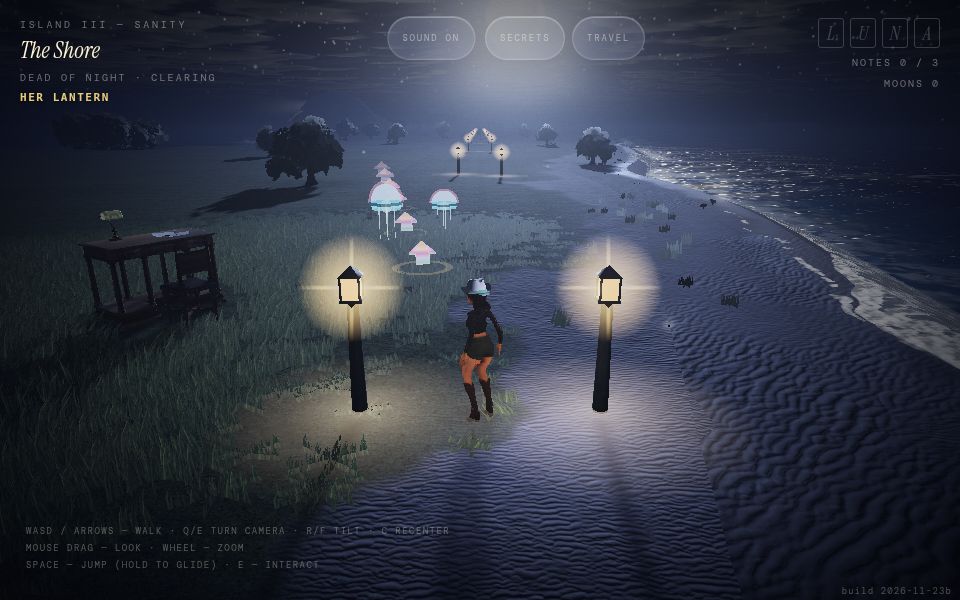 ISLAND III — SANITY
The Shore
DEAD OF NIGHT · CLEARING
HER LANTERN
SOUND ON
SECRETS
TRAVEL
L U N A
NOTES 0 / 3
MOONS 0
WASD / ARROWS — WALK · Q/E TURN CAMERA · R/F TILT · C RECENTER
MOUSE DRAG — LOOK · WHEEL — ZOOM
SPACE — JUMP (HOLD TO GLIDE) · E — INTERACT
build 2026-11-23b